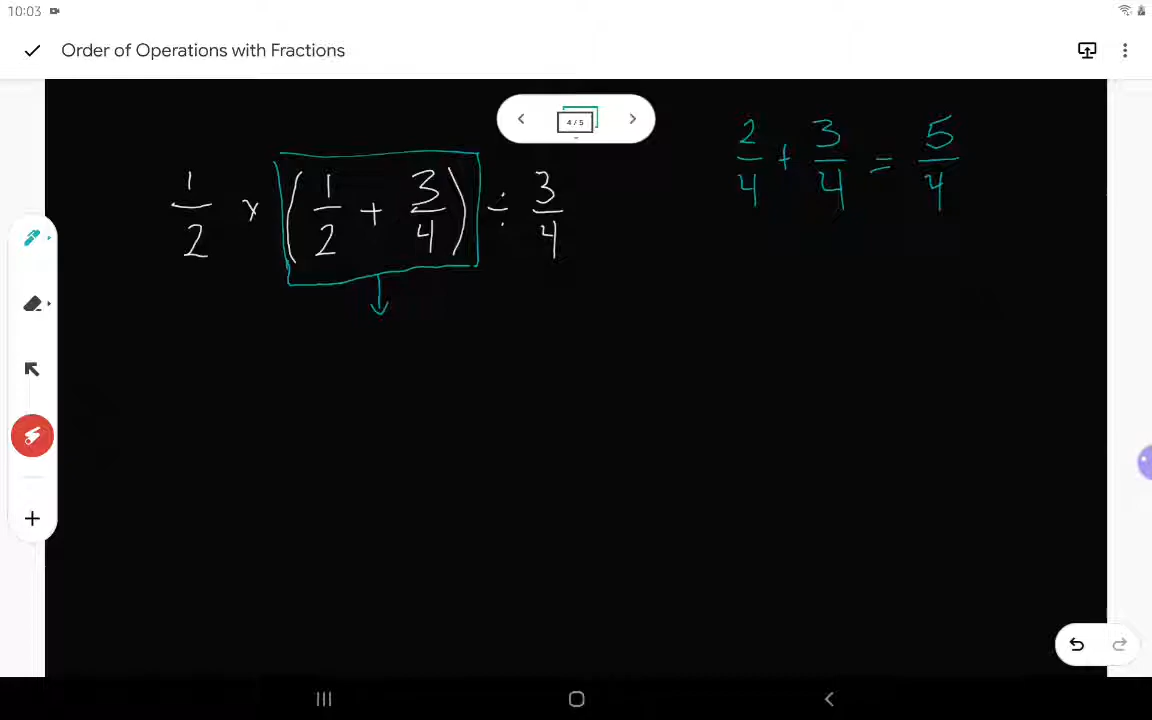 10:03
Order of Operations with Fractions
4 / 5
1/2 × (1/2 + 3/4) ÷ 3/4
2/4 + 3/4 = 5/4